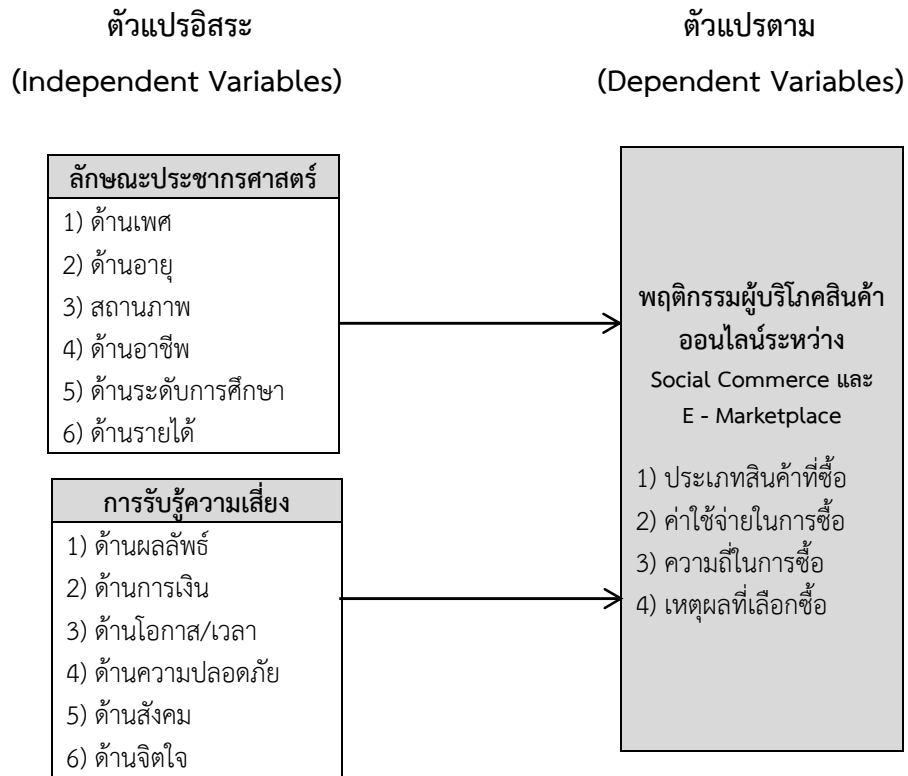 ตัวแปรอิสระ
(Independent Variables)
ตัวแปรตาม
(Dependent Variables)
ลักษณะประชากรศาสตร์
1) ด้านเพศ
2) ด้านอายุ
3) สถานภาพ
4) ด้านอาชีพ
5) ด้านระดับการศึกษา
6) ด้านรายได้
การรับรู้ความเสี่ยง
1) ด้านผลลัพธ์
2) ด้านการเงิน
3) ด้านโอกาส/เวลา
4) ด้านความปลอดภัย
5) ด้านสังคม
6) ด้านจิตใจ
พฤติกรรมผู้บริโภคสินค้า
ออนไลน์ระหว่าง
Social Commerce และ
E - Marketplace
1) ประเภทสินค้าที่ซื้อ
2) ค่าใช้จ่ายในการซื้อ
3) ความถี่ในการซื้อ
4) เหตุผลที่เลือกซื้อ